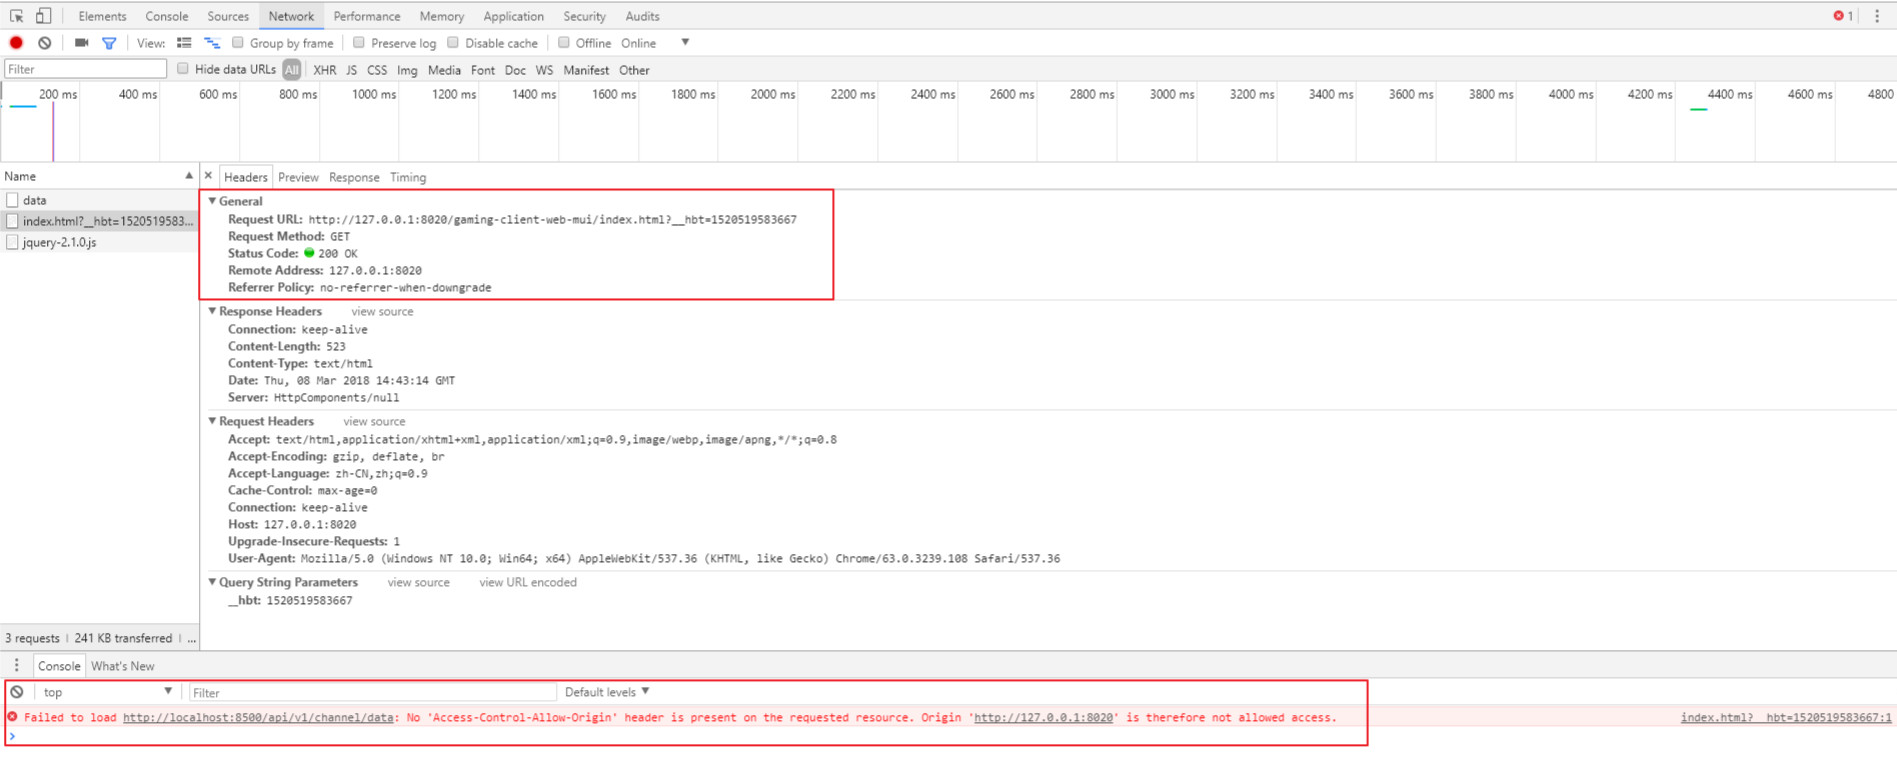 Elements Console Sources Network Performance Memory Application Security Audits 1
View: Group by frame Preserve log Disable cache Offline Online
Filter Hide data URLs All XHR JS CSS Img Media Font Doc WS Manifest Other
200 ms 400 ms 600 ms 800 ms 1000 ms 1200 ms 1400 ms 1600 ms 1800 ms 2000 ms 2200 ms 2400 ms 2600 ms 2800 ms 3000 ms 3200 ms 3400 ms 3600 ms 3800 ms 4000 ms 4200 ms 4400 ms 4600 ms 4800
Name
data
index.html?__hbt=1520519583...
jquery-2.1.0.js
3 requests | 241 KB transferred | ...
× Headers Preview Response Timing
General
Request URL: http://127.0.0.1:8020/gaming-client-web-mui/index.html?__hbt=1520519583667
Request Method: GET
Status Code: 200 OK
Remote Address: 127.0.0.1:8020
Referrer Policy: no-referrer-when-downgrade
Response Headers view source
Connection: keep-alive
Content-Length: 523
Content-Type: text/html
Date: Thu, 08 Mar 2018 14:43:14 GMT
Server: HttpComponents/null
Request Headers view source
Accept: text/html,application/xhtml+xml,application/xml;q=0.9,image/webp,image/apng,*/*;q=0.8
Accept-Encoding: gzip, deflate, br
Accept-Language: zh-CN,zh;q=0.9
Cache-Control: max-age=0
Connection: keep-alive
Host: 127.0.0.1:8020
Upgrade-Insecure-Requests: 1
User-Agent: Mozilla/5.0 (Windows NT 10.0; Win64; x64) AppleWebKit/537.36 (KHTML, like Gecko) Chrome/63.0.3239.108 Safari/537.36
Query String Parameters view source view URL encoded
__hbt: 1520519583667
Console What's New
top Filter Default levels
Failed to load http://localhost:8500/api/v1/channel/data: No 'Access-Control-Allow-Origin' header is present on the requested resource. Origin 'http://127.0.0.1:8020' is therefore not allowed access. index.html?__hbt=1520519583667:1